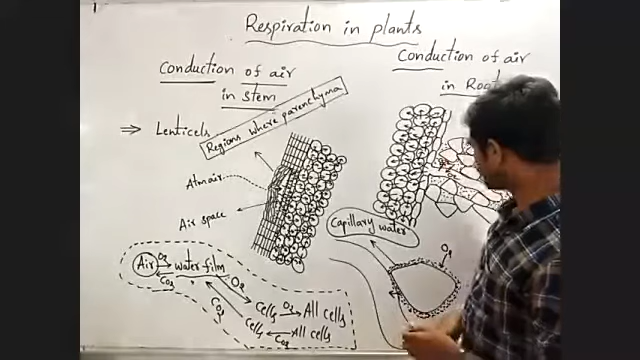 1
Respiration in plants
Conduction of air
in stem
Conduction of air
in Root
⇒ Lenticels
Regions where parenchyma
Atm air
Air space
Capillary water
O2
Air O2 water film
CO2
O2
CO2
Cells O2 All cells
Cells CO2 All cells